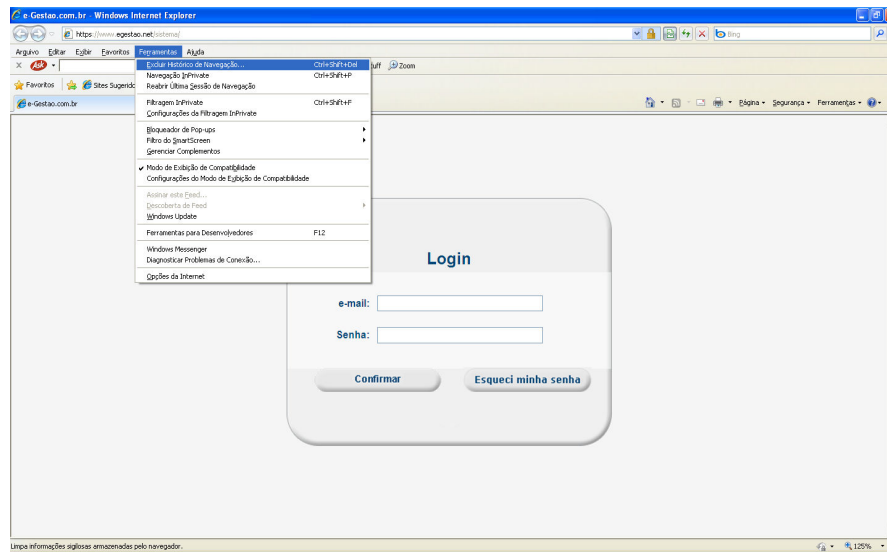 e-Gestao.com.br - Windows Internet Explorer
https://www.egestao.net/sistema/
Bing
Arquivo Editar Exibir Favoritos Ferramentas Ajuda
Ask Zoom
Favoritos Sites Sugerido
e-Gestao.com.br Página Segurança Ferramentas
Excluir Histórico de Navegação... Ctrl+Shift+Del
Navegação InPrivate Ctrl+Shift+P
Reabrir Última Sessão de Navegação
Filtragem InPrivate Ctrl+Shift+F
Configurações da Filtragem InPrivate
Bloqueador de Pop-ups
Filtro do SmartScreen
Gerenciar Complementos
Modo de Exibição de Compatibilidade
Configurações do Modo de Exibição de Compatibilidade
Assinar este Feed...
Descoberta de Feed
Windows Update
Ferramentas para Desenvolvedores F12
Windows Messenger
Diagnosticar Problemas de Conexão...
Opções da Internet
Login
e-mail:
Senha:
Confirmar Esqueci minha senha
Limpa informações sigilosas armazenadas pelo navegador. 125%